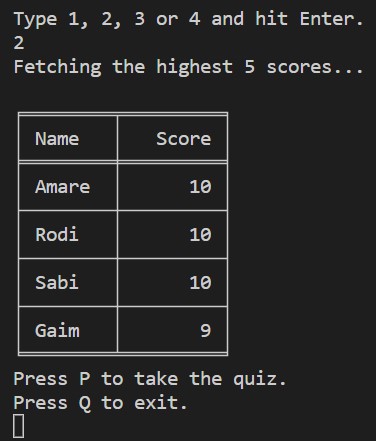 Type 1, 2, 3 or 4 and hit Enter.
2
Fetching the highest 5 scores...
Name Score
Amare 10
Rodi 10
Sabi 10
Gaim 9
Press P to take the quiz.
Press Q to exit.